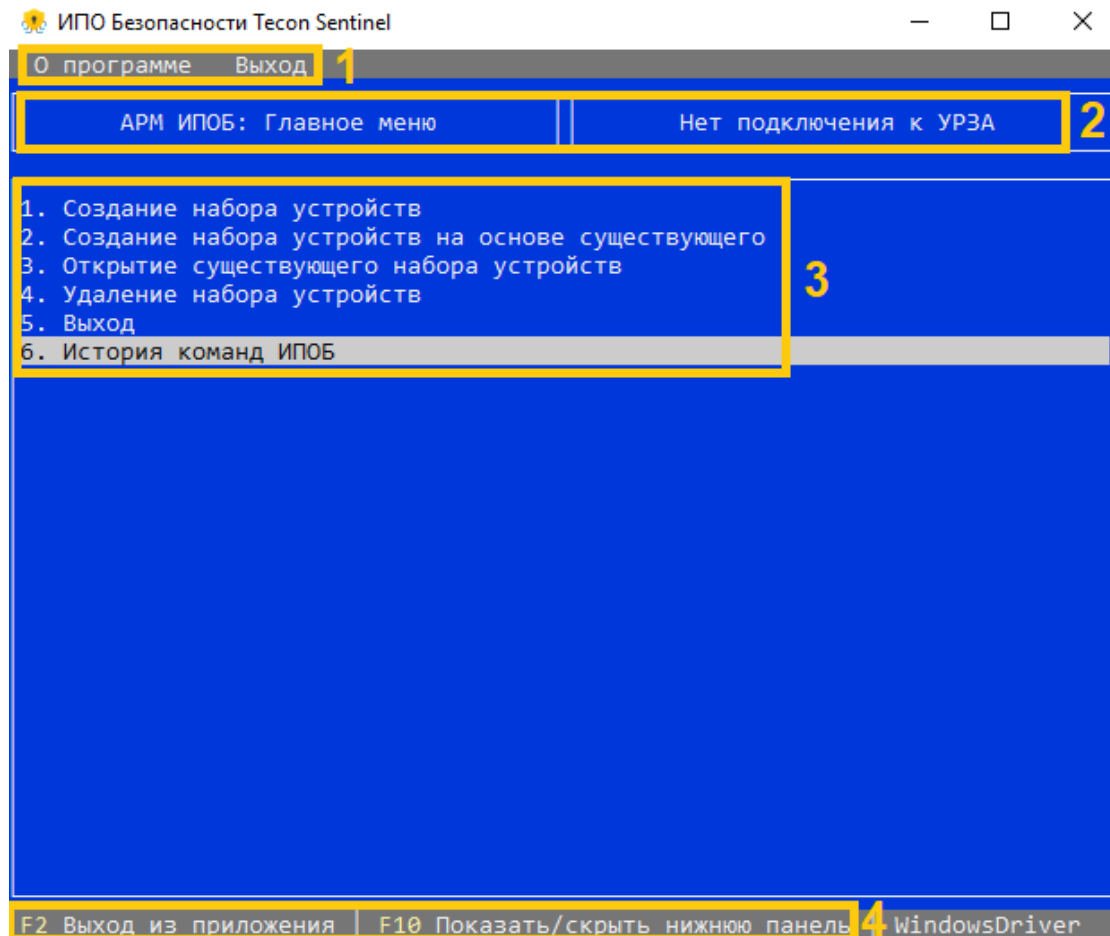 ИПО Безопасности Tecon Sentinel
О программе Выход 1
АРМ ИПОБ: Главное меню Нет подключения к УРЗА 2
1. Создание набора устройств
2. Создание набора устройств на основе существующего
3. Открытие существующего набора устройств
3
4. Удаление набора устройств
5. Выход
6. История команд ИПОБ
F2 Выход из приложения F10 Показать/скрыть нижнюю панель 4 WindowsDriver